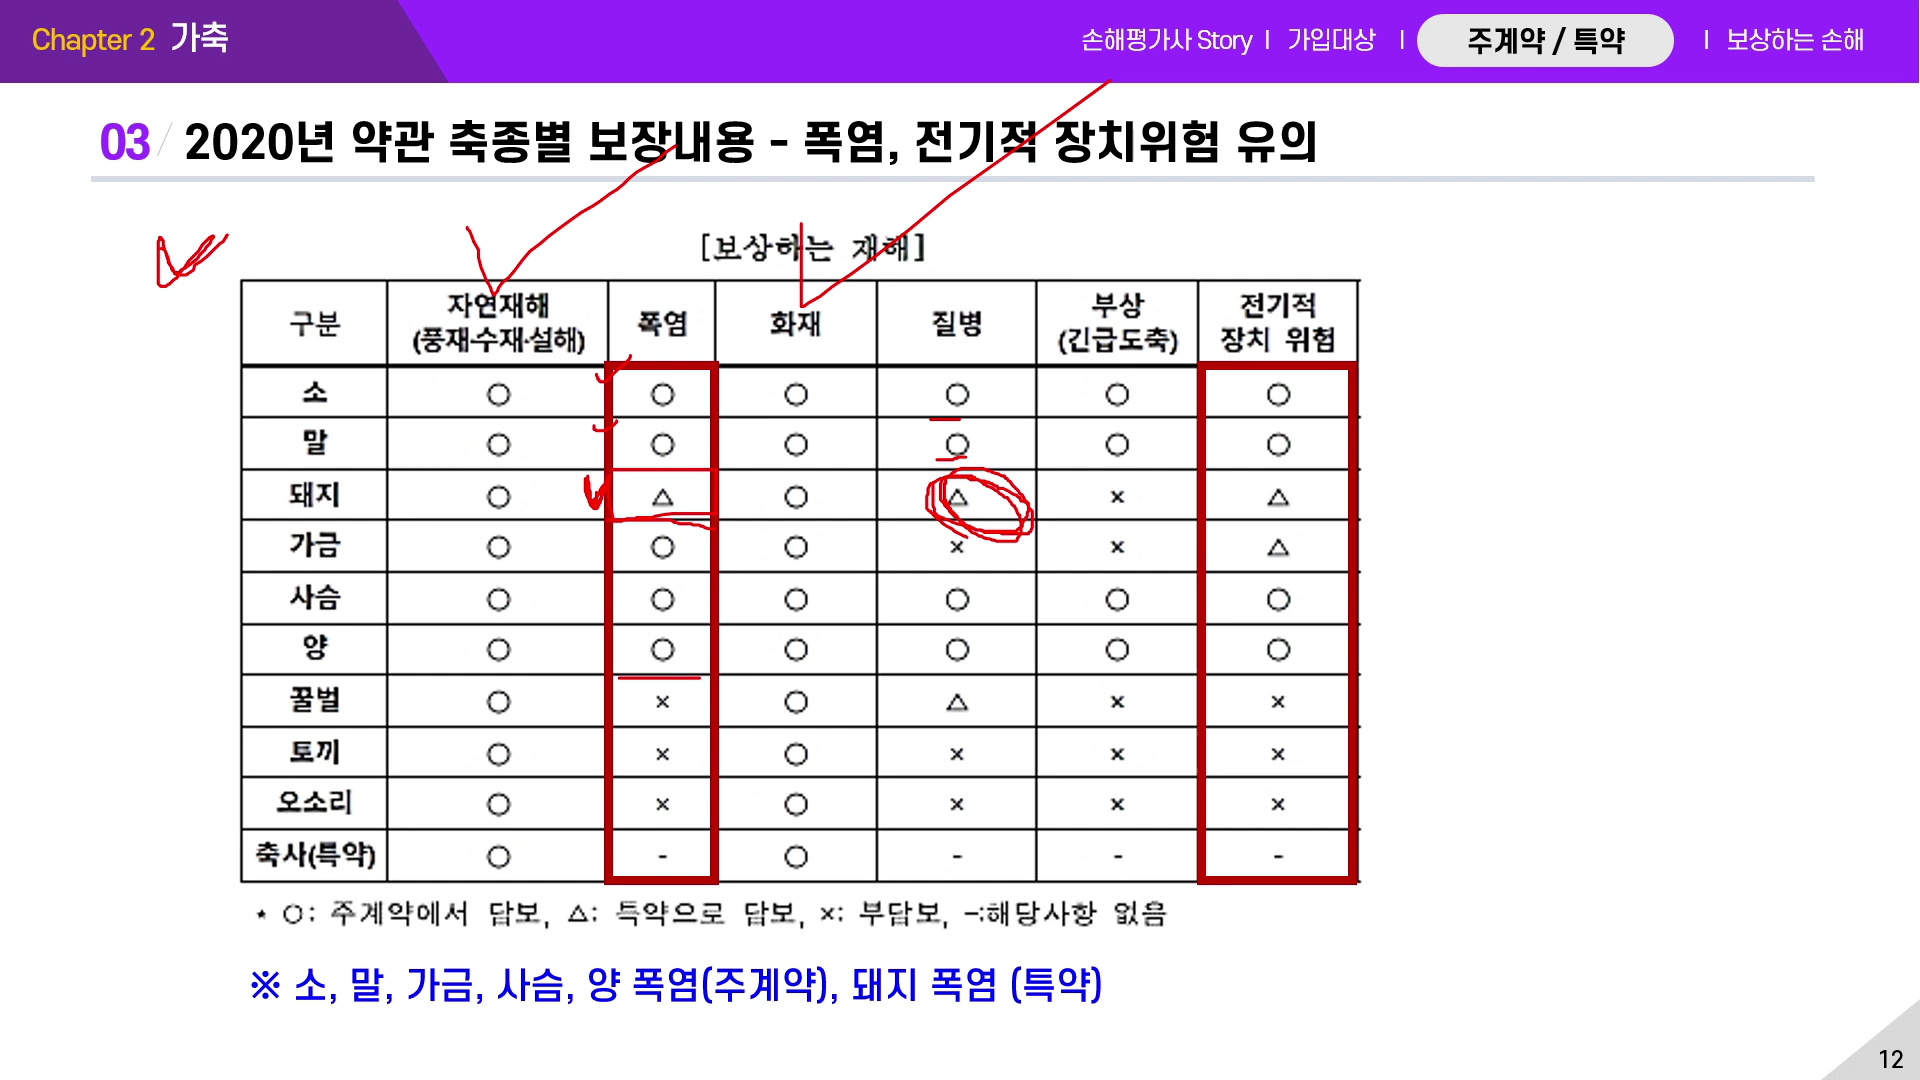 Chapter 2 가축
손해평가사 Story | 가입대상 | 주계약 / 특약 | 보상하는 손해
03 / 2020년 약관 축종별 보장내용 - 폭염, 전기적 장치위험 유의
[보상하는 재해]
구분 자연재해 (풍재·수재·설해) 폭염 화재 질병 부상 (긴급도축) 전기적 장치 위험
소 ○ ○ ○ ○ ○ ○
말 ○ ○ ○ ○ ○ ○
돼지 ○ △ ○ △ × △
가금 ○ ○ ○ × × △
사슴 ○ ○ ○ ○ ○ ○
양 ○ ○ ○ ○ ○ ○
꿀벌 ○ × ○ △ × ×
토끼 ○ × ○ × × ×
오소리 ○ × ○ × × ×
축사(특약) ○ - ○ - - -
* ○: 주계약에서 담보, △: 특약으로 담보, ×: 부담보, -:해당사항 없음
※ 소, 말, 가금, 사슴, 양 폭염(주계약), 돼지 폭염 (특약)
12